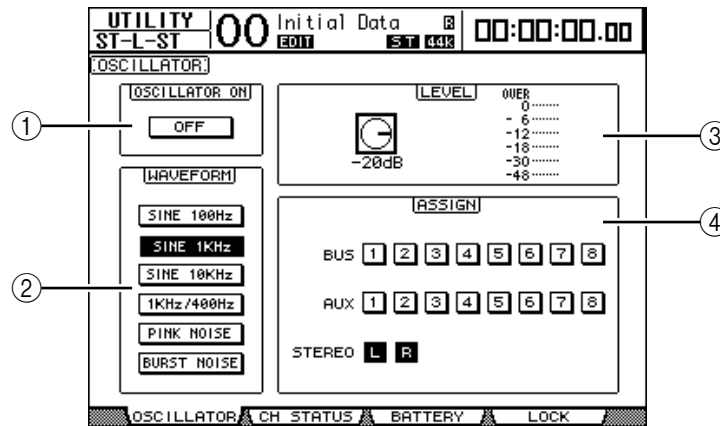 UTILITY
ST-L-ST
00 Initial Data R
EDIT ST 44k
00:00:00.00
OSCILLATOR
① OSCILLATOR ON
OFF
② WAVEFORM
SINE 100Hz
SINE 1KHz
SINE 10KHz
1KHz/400Hz
PINK NOISE
BURST NOISE
③ LEVEL
-20dB
OVER
0
- 6
-12
-18
-30
-48
④ ASSIGN
BUS 1 2 3 4 5 6 7 8
AUX 1 2 3 4 5 6 7 8
STEREO L R
OSCILLATOR CH STATUS BATTERY LOCK